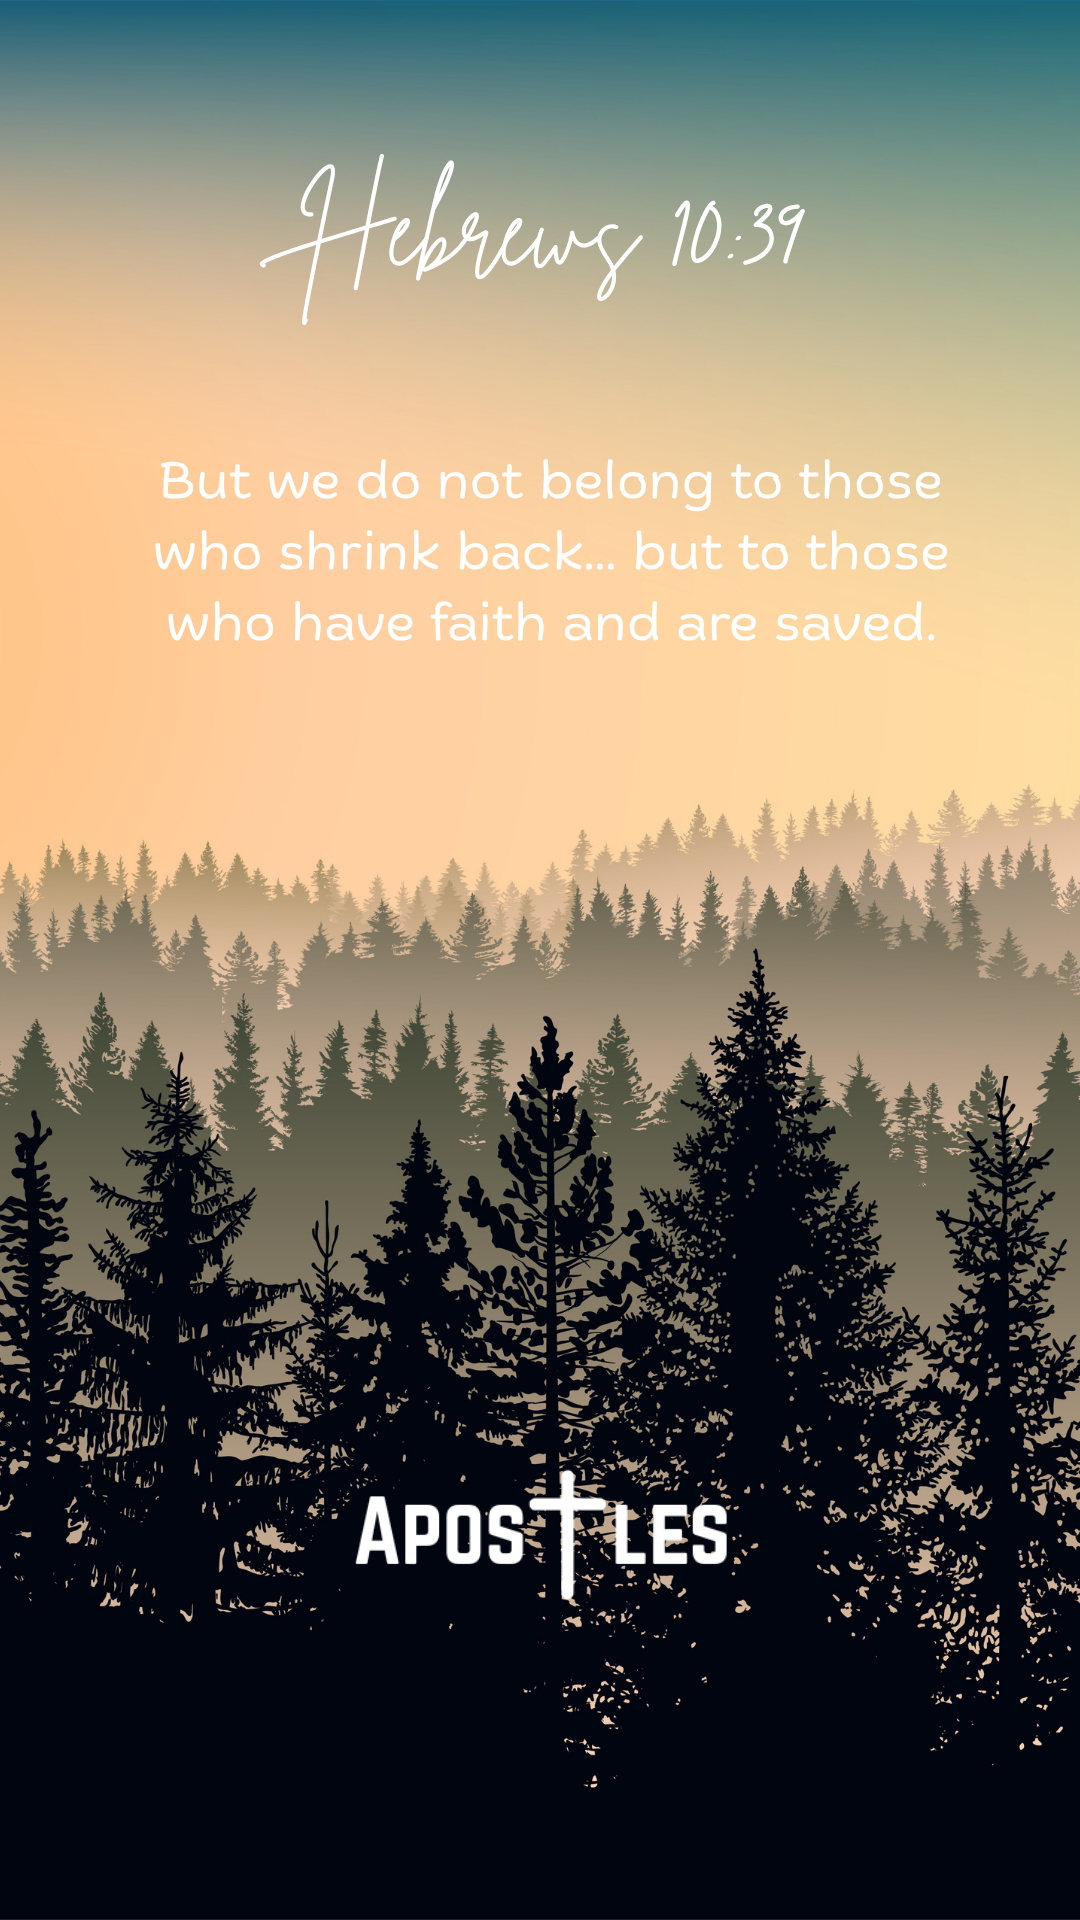 Hebrews 10:39
But we do not belong to those
who shrink back... but to those
who have faith and are saved.
APOSTLES